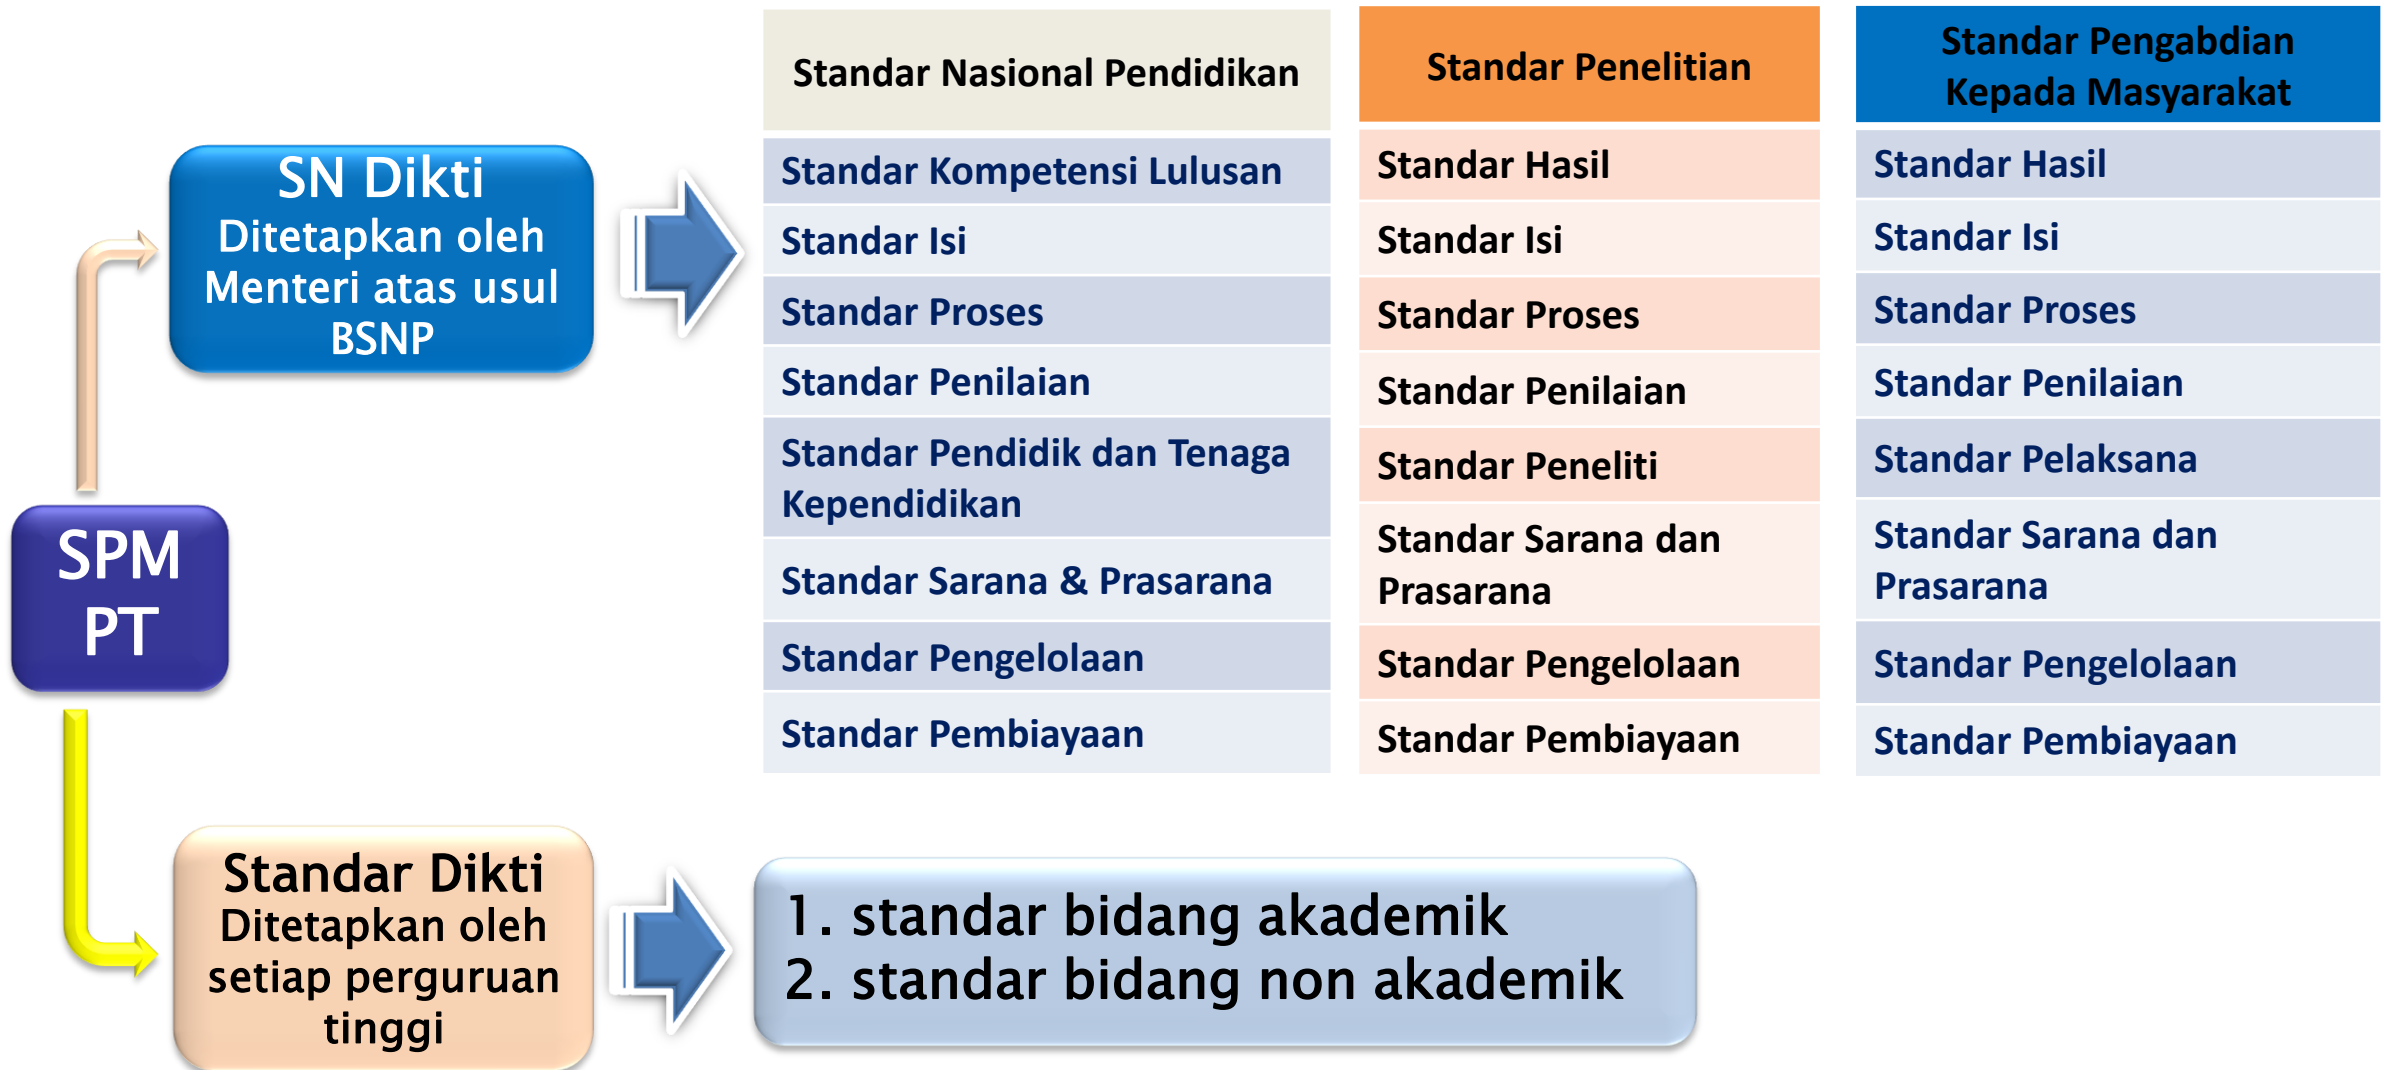 SPM
PT
SN Dikti
Ditetapkan oleh
Menteri atas usul
BSNP
Standar Nasional Pendidikan
Standar Kompetensi Lulusan
Standar Isi
Standar Proses
Standar Penilaian
Standar Pendidik dan Tenaga
Kependidikan
Standar Sarana & Prasarana
Standar Pengelolaan
Standar Pembiayaan
Standar Penelitian
Standar Hasil
Standar Isi
Standar Proses
Standar Penilaian
Standar Peneliti
Standar Sarana dan
Prasarana
Standar Pengelolaan
Standar Pembiayaan
Standar Pengabdian
Kepada Masyarakat
Standar Hasil
Standar Isi
Standar Proses
Standar Penilaian
Standar Pelaksana
Standar Sarana dan
Prasarana
Standar Pengelolaan
Standar Pembiayaan
Standar Dikti
Ditetapkan oleh
setiap perguruan
tinggi
1. standar bidang akademik
2. standar bidang non akademik